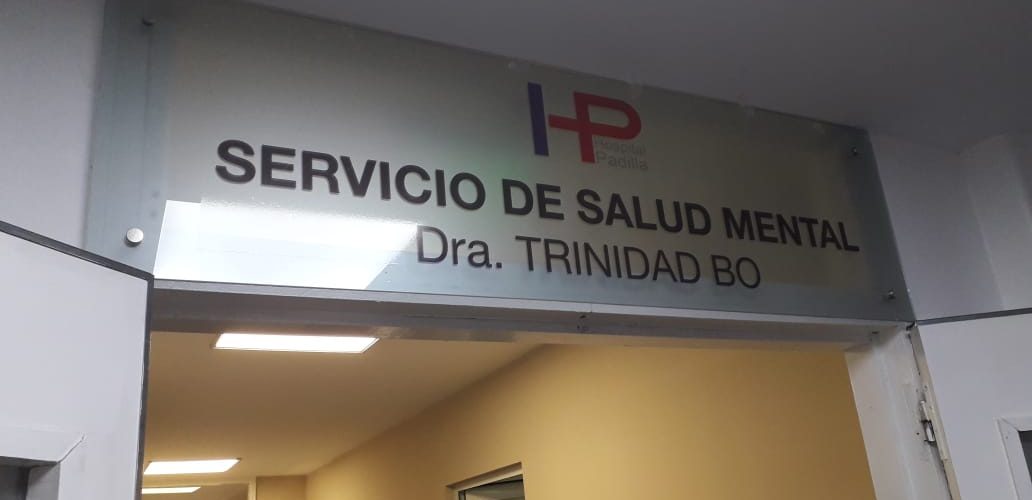 HP
Hospital
Padilla
SERVICIO DE SALUD MENTAL
Dra. TRINIDAD BO